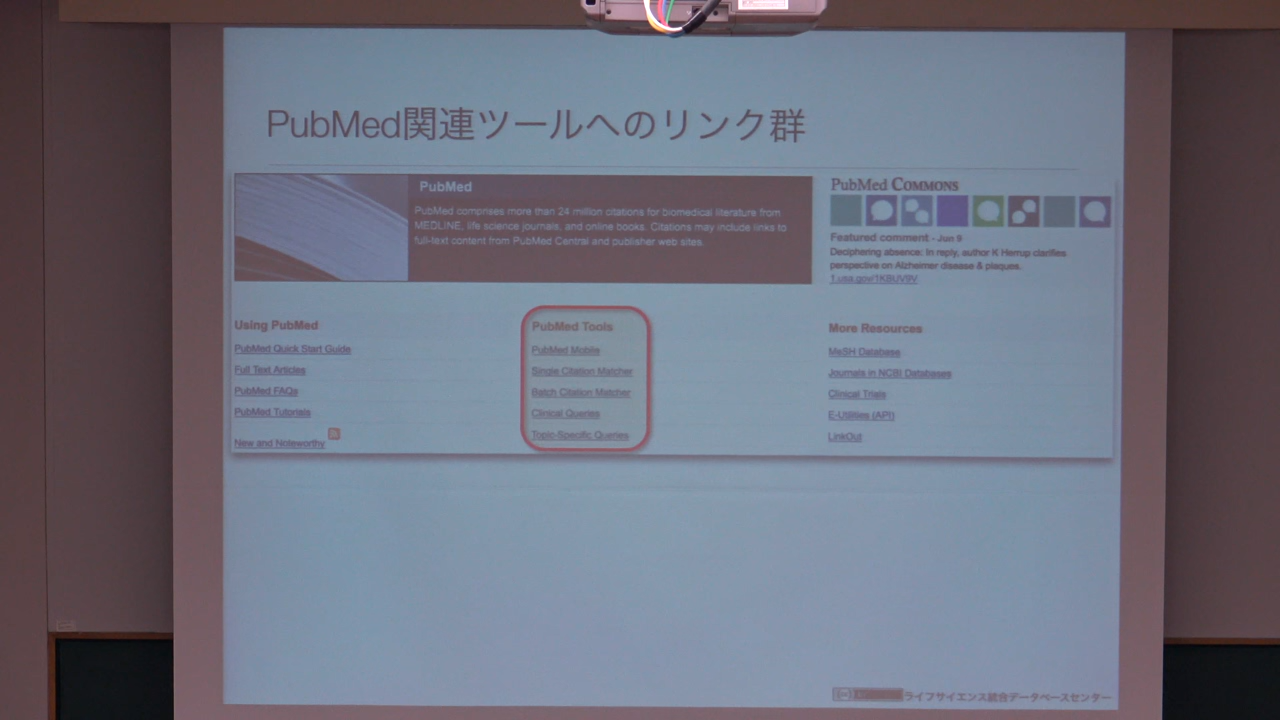 PubMed関連ツールへのリンク群
PubMed
PubMed comprises more than 24 million citations for biomedical literature from
MEDLINE, life science journals, and online books. Citations may include links to
full-text content from PubMed Central and publisher web sites.
PubMed Commons
Featured comment - Jun 9
Deciphering absence: In reply, author K Herrup clarifies
perspective on Alzheimer disease & plaques.
Using PubMed
PubMed Quick Start Guide
Full Text Articles
PubMed FAQs
PubMed Tutorials
New and Noteworthy
PubMed Tools
PubMed Mobile
Single Citation Matcher
Batch Citation Matcher
Clinical Queries
Topic-Specific Queries
More Resources
MeSH Database
Journals in NCBI Databases
Clinical Trials
E-Utilities (API)
LinkOut
ライフサイエンス統合データベースセンター